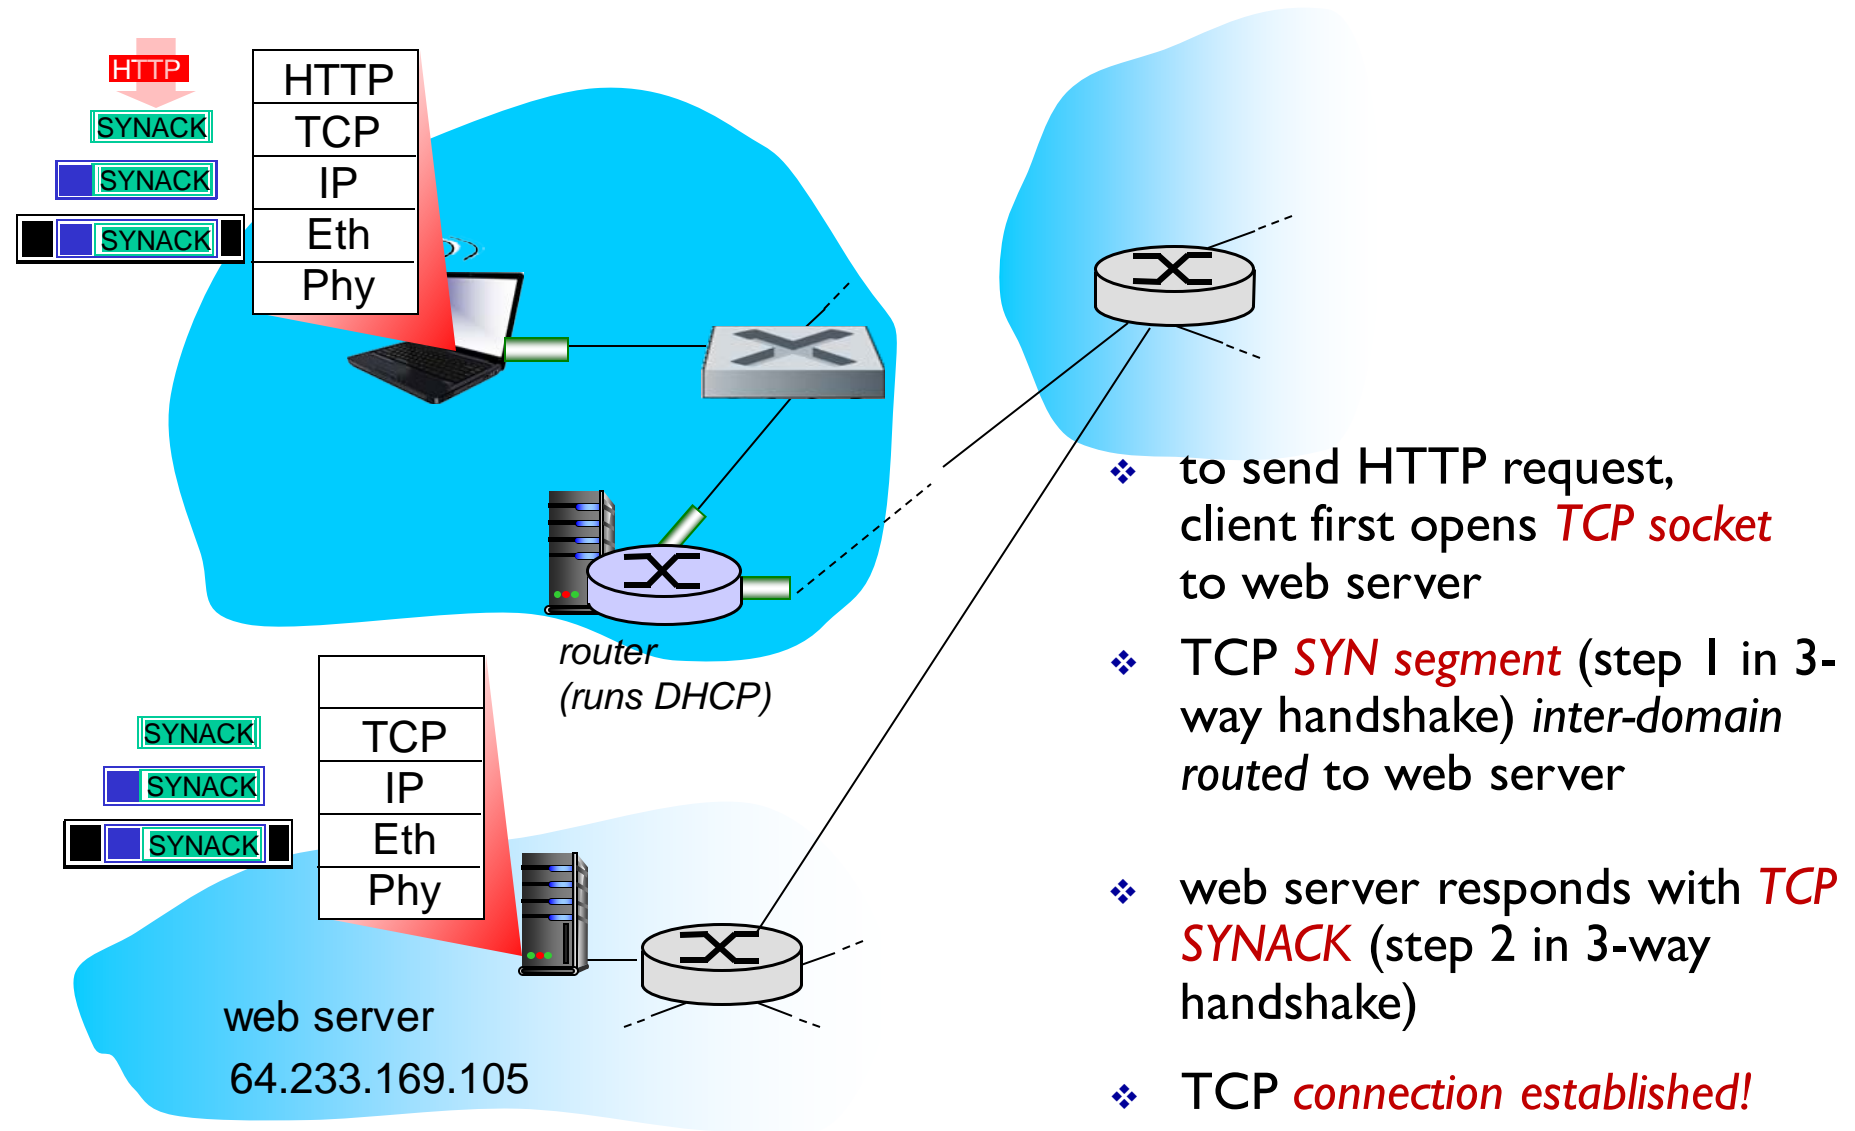 HTTP
SYNACK
SYNACK
SYNACK
HTTP
TCP
IP
Eth
Phy
router
(runs DHCP)
SYNACK
SYNACK
SYNACK
TCP
IP
Eth
Phy
web server
64.233.169.105
❖ to send HTTP request,
client first opens TCP socket
to web server
❖ TCP SYN segment (step 1 in 3-
way handshake) inter-domain
routed to web server
❖ web server responds with TCP
SYNACK (step 2 in 3-way
handshake)
❖ TCP connection established!